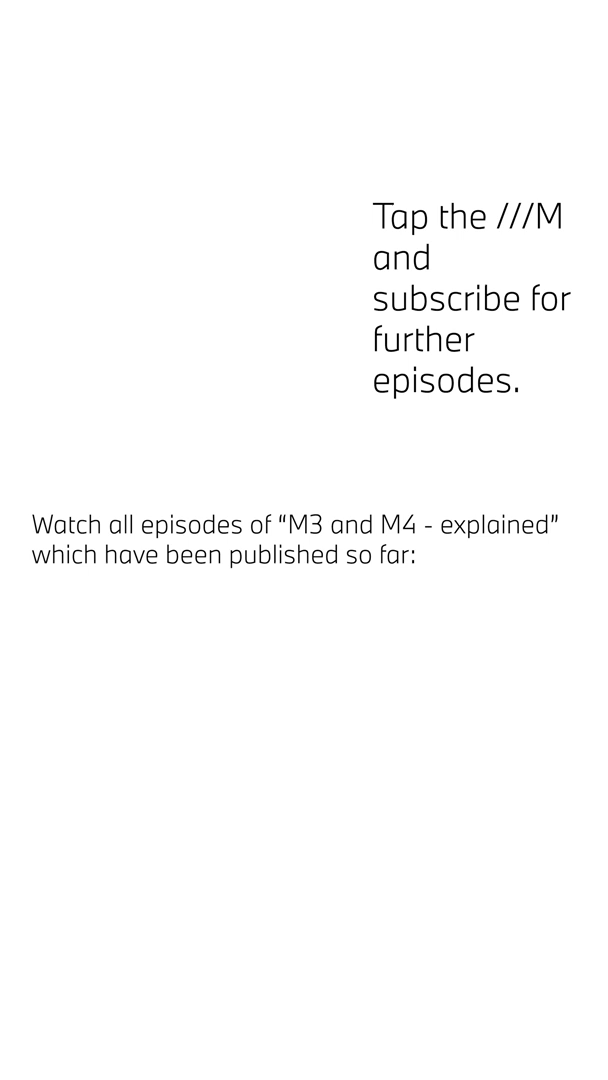 Tap the ///M
and
subscribe for
further
episodes.
Watch all episodes of “M3 and M4 - explained”
which have been published so far: